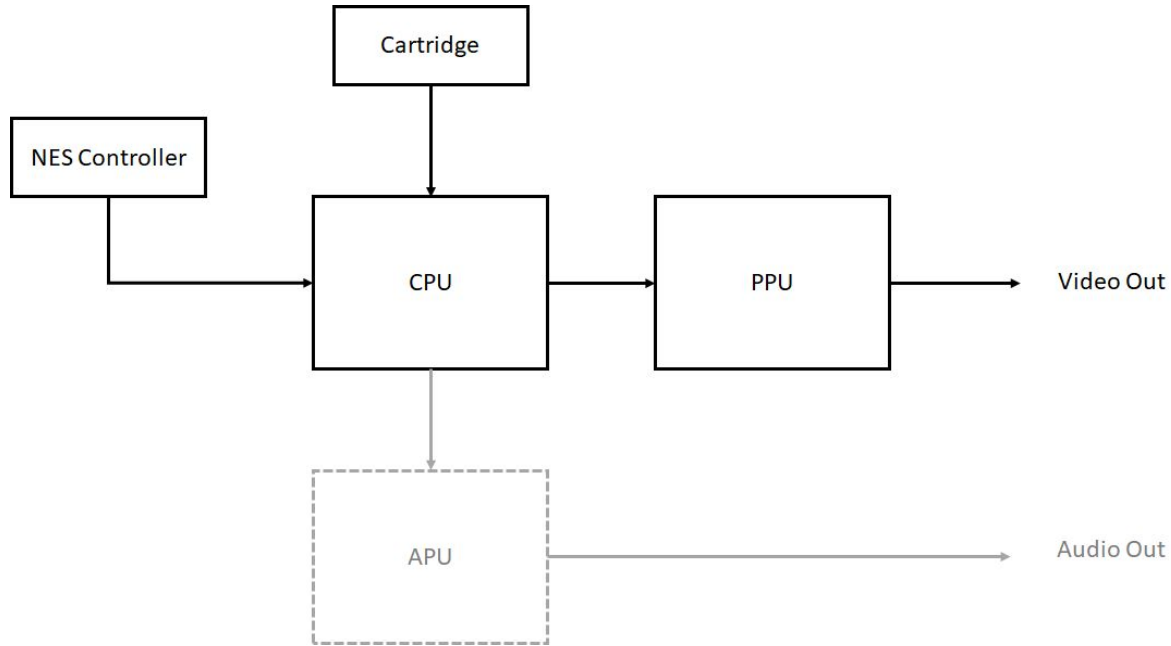 Cartridge
NES Controller
CPU
PPU
Video Out
APU
Audio Out